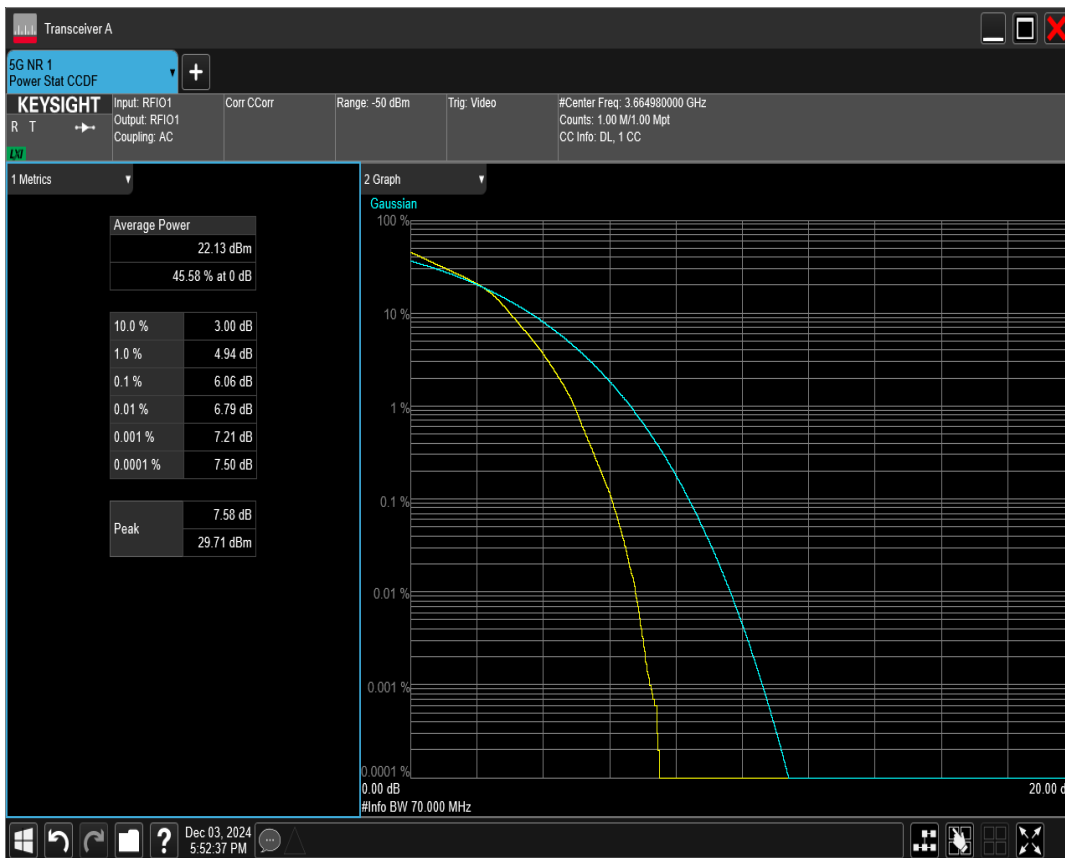 Transceiver A
5G NR 1
Power Stat CCDF
KEYSIGHT
R T
LXI
Input: RFIO1
Output: RFIO1
Coupling: AC
Corr CCorr
Range: -50 dBm
Trig: Video
#Center Freq: 3.664980000 GHz
Counts: 1.00 M/1.00 Mpt
CC Info: DL, 1 CC
1 Metrics
Average Power
22.13 dBm
45.58 % at 0 dB
10.0 % 3.00 dB
1.0 % 4.94 dB
0.1 % 6.06 dB
0.01 % 6.79 dB
0.001 % 7.21 dB
0.0001 % 7.50 dB
Peak
7.58 dB
29.71 dBm
2 Graph
Gaussian
100 %
10 %
1 %
0.1 %
0.01 %
0.001 %
0.0001 %
0.00 dB
20.00 d
#Info BW 70.000 MHz
?
Dec 03, 2024
5:52:37 PM